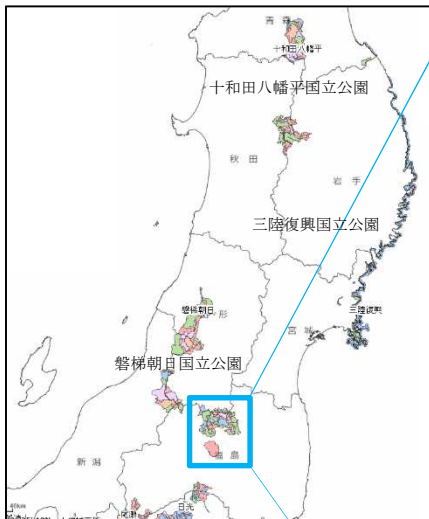 青 森
十和田八幡平
十和田八幡平国立公園
秋 田
岩 手
三陸復興国立公園
磐梯朝日
形
三陸復興
宮 城
磐梯朝日国立公園
新 潟
福 島
日光
40km